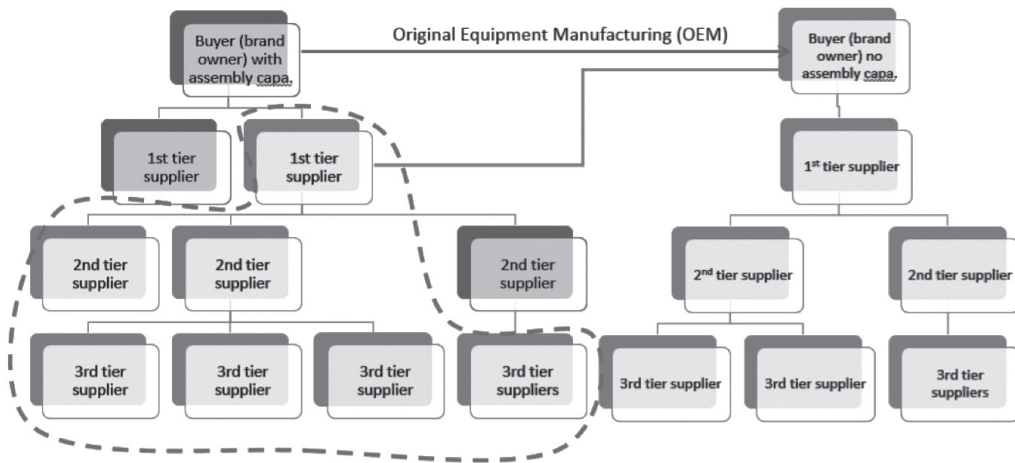 Original Equipment Manufacturing (OEM)
Buyer (brand
owner) with
assembly capa.
Buyer (brand
owner) no
assembly capa.
1st tier
supplier
1st tier
supplier
1st tier supplier
2nd tier
supplier
2nd tier
supplier
2nd tier
supplier
2nd tier supplier
2nd tier
supplier
3rd tier
supplier
3rd tier
supplier
3rd tier
supplier
3rd tier
suppliers
3rd tier supplier
3rd tier supplier
3rd tier
suppliers